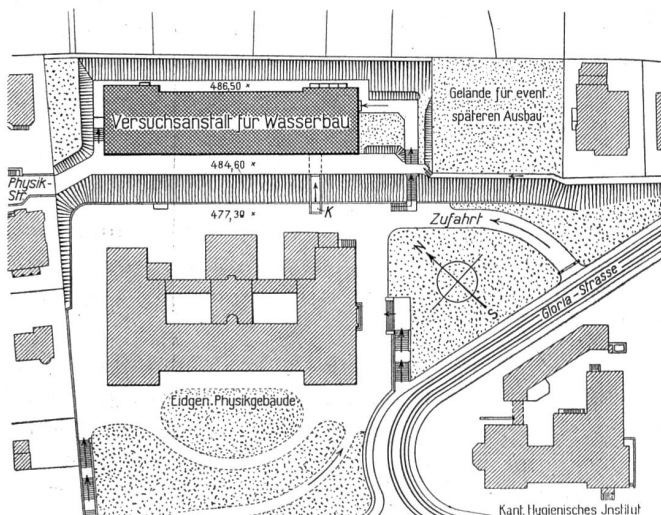 486,50 ×
Versuchsanstalt für Wasserbau
Gelände für event.
späteren Ausbau
484,60 ×
Physik-
Str.
477,30 ×
K
Zufahrt
N
S
Gloria-Strasse
Eidgen. Physikgebäude
Kant. Hygienisches Jnstitut